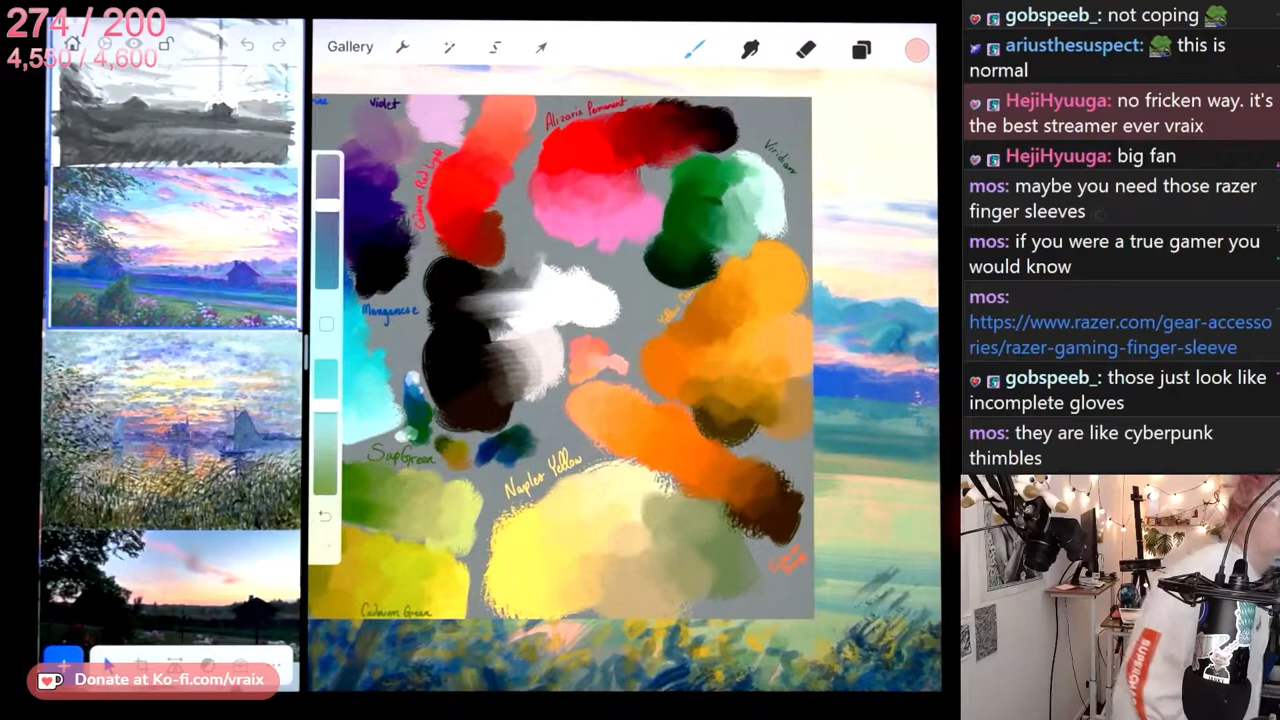 274 / 200
4,550 / 4,600
Gallery
Violet
Alizarin Permanent
Cadmium Red Light
Viridian
Manganese
SapGreen
Naples Yellow
Cadmium Green
Donate at Ko-fi.com/vraix
gobspeeb_: not coping
ariusthesuspect: this is
normal
HejiHyuuga: no fricken way. it's
the best streamer ever vraix
HejiHyuuga: big fan
mos: maybe you need those razer
finger sleeves
mos: if you were a true gamer you
would know
mos:
https://www.razer.com/gear-accesso
ries/razer-gaming-finger-sleeve
gobspeeb_: those just look like
incomplete gloves
mos: they are like cyberpunk
thimbles